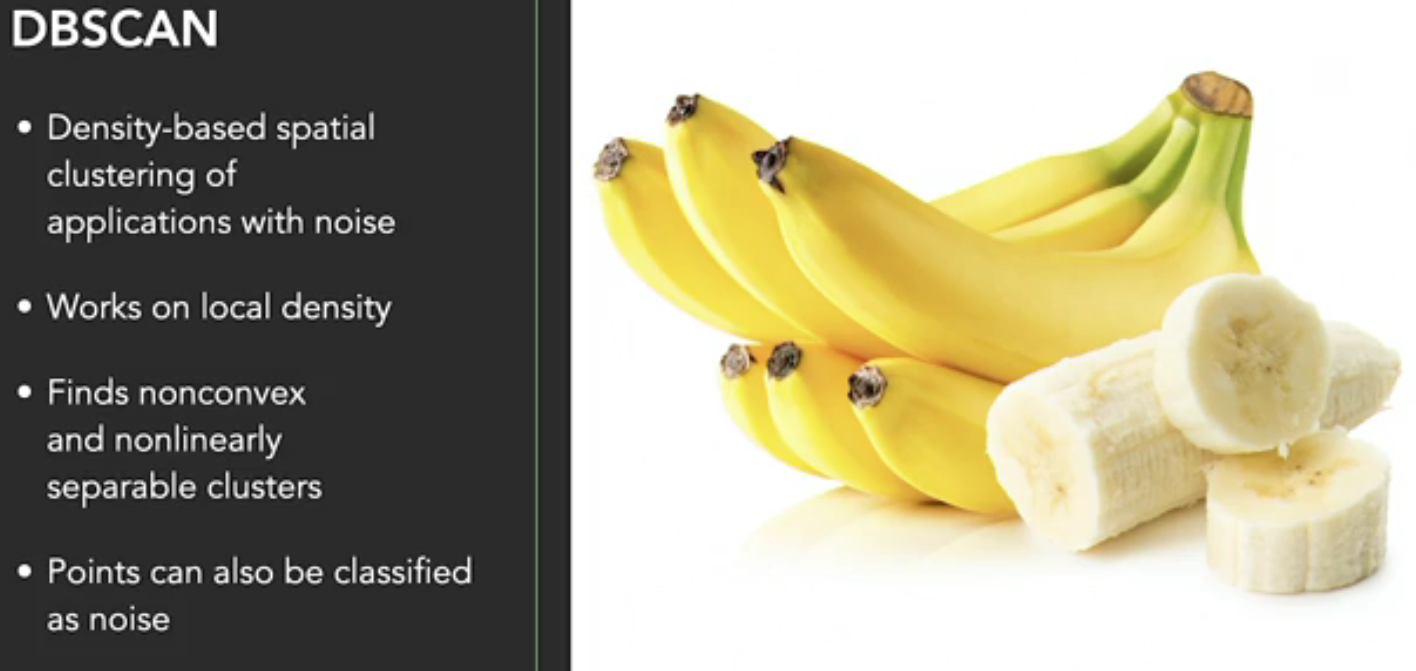 DBSCAN
• Density-based spatial
clustering of
applications with noise
• Works on local density
• Finds nonconvex
and nonlinearly
separable clusters
• Points can also be classified
as noise